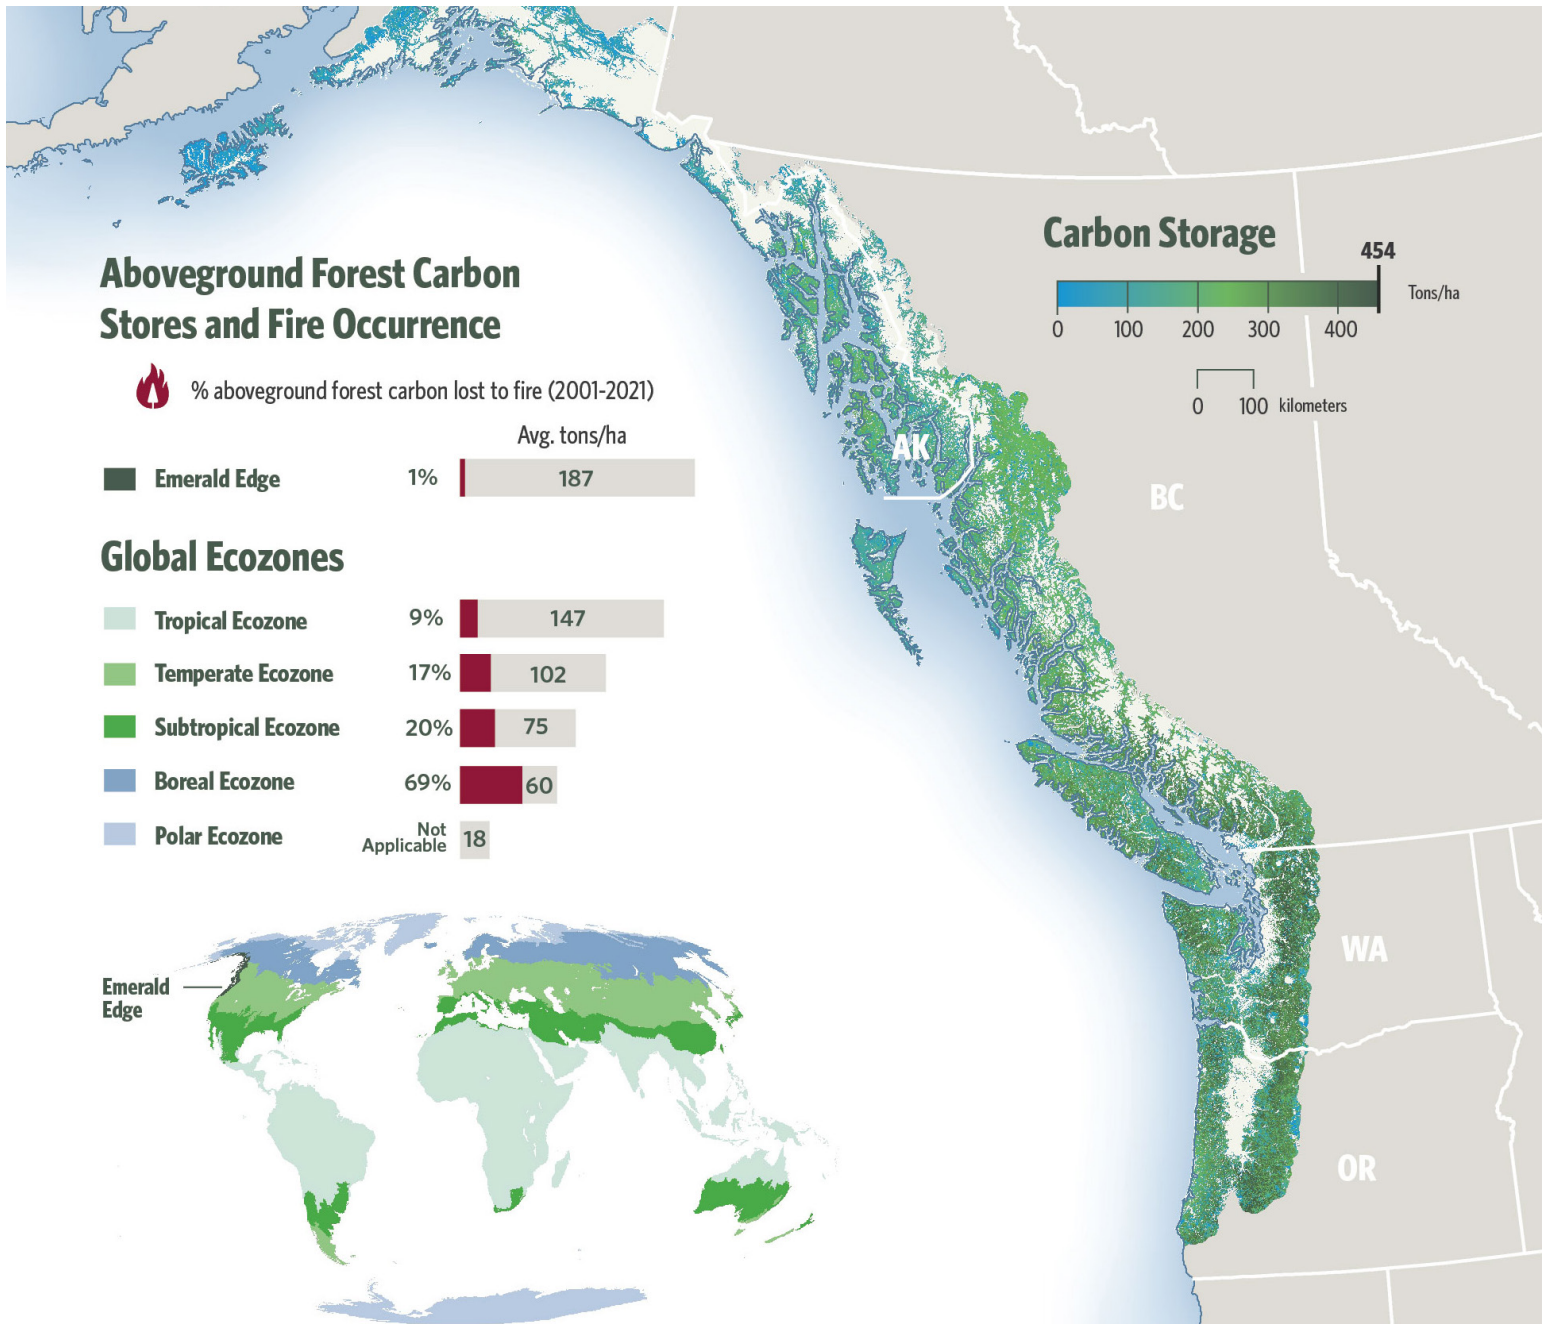 Aboveground Forest Carbon
Stores and Fire Occurrence
% aboveground forest carbon lost to fire (2001-2021)
Avg. tons/ha
Emerald Edge 1% 187
Global Ecozones
Tropical Ecozone 9% 147
Temperate Ecozone 17% 102
Subtropical Ecozone 20% 75
Boreal Ecozone 69% 60
Polar Ecozone Not
Applicable 18
Emerald
Edge
Carbon Storage
454
Tons/ha
0 100 200 300 400
0 100 kilometers
AK
BC
WA
OR